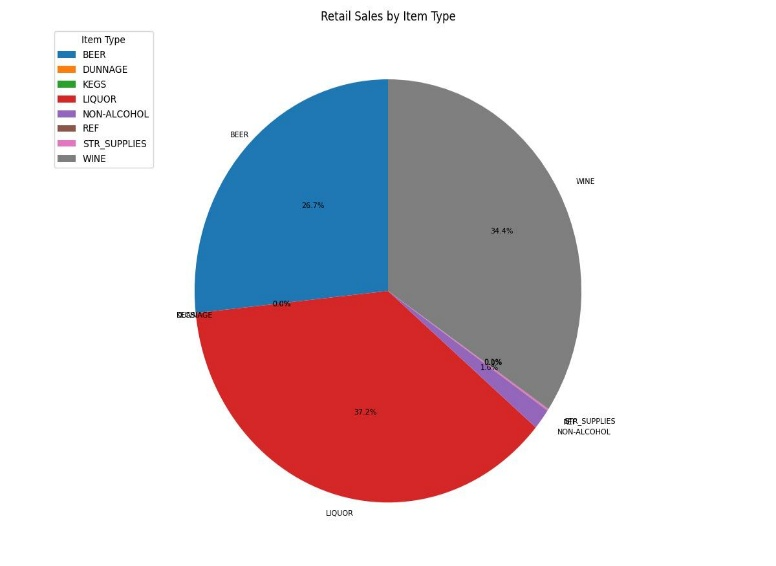 Retail Sales by Item Type
Item Type
BEER
DUNNAGE
KEGS
LIQUOR
NON-ALCOHOL
REF
STR_SUPPLIES
WINE
BEER
WINE
26.7%
34.4%
0.0%
37.2%
1.6%
STR_SUPPLIES
NON-ALCOHOL
LIQUOR